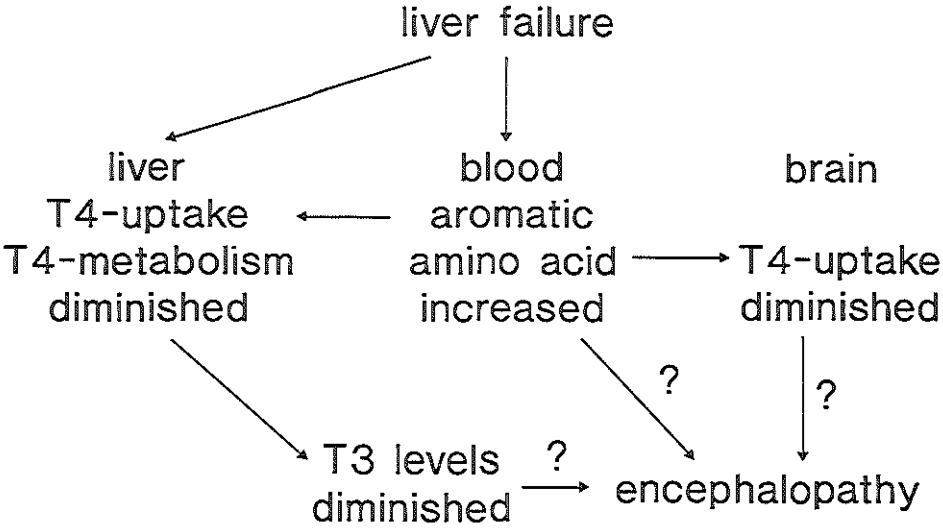 liver failure
liver
T4-uptake
T4-metabolism
diminished
blood
aromatic
amino acid
increased
brain
T4-uptake
diminished
?
?
T3 levels
diminished
?
encephalopathy